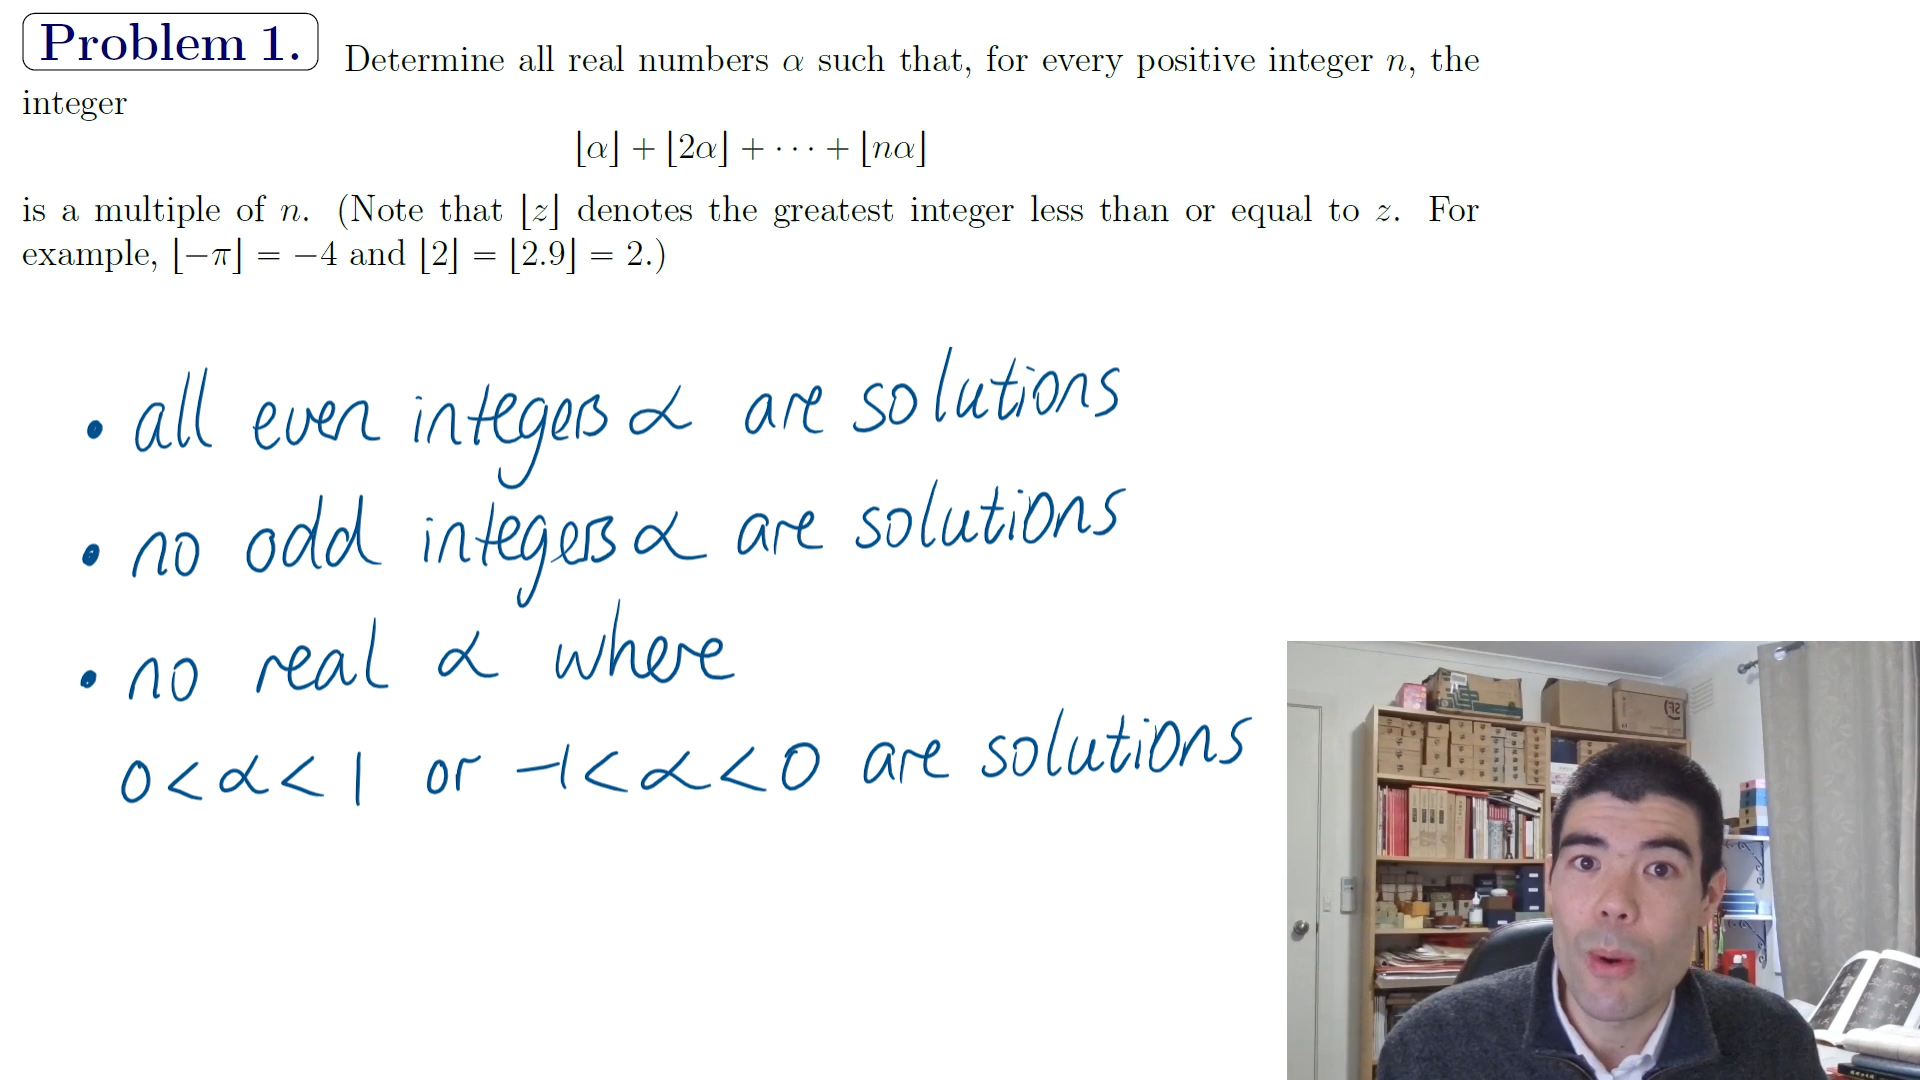 Problem 1. Determine all real numbers α such that, for every positive integer n, the
integer
⌊α⌋ + ⌊2α⌋ + ··· + ⌊nα⌋
is a multiple of n. (Note that ⌊z⌋ denotes the greatest integer less than or equal to z. For
example, ⌊−π⌋ = −4 and ⌊2⌋ = ⌊2.9⌋ = 2.)
• all even integers α are solutions
• no odd integers α are solutions
• no real α where
0 < α < 1 or −1 < α < 0 are solutions